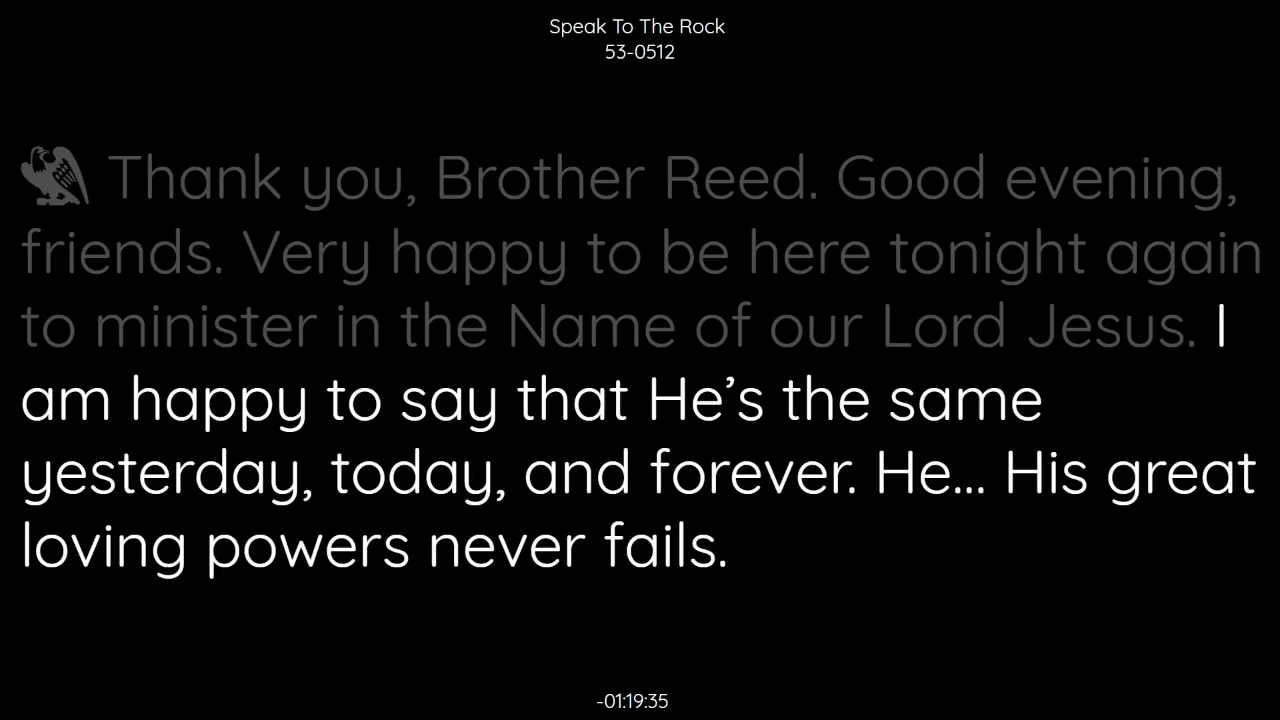 Speak To The Rock
53-0512
Thank you, Brother Reed. Good evening,
friends. Very happy to be here tonight again
to minister in the Name of our Lord Jesus. I
am happy to say that He’s the same
yesterday, today, and forever. He... His great
loving powers never fails.
-01:19:35